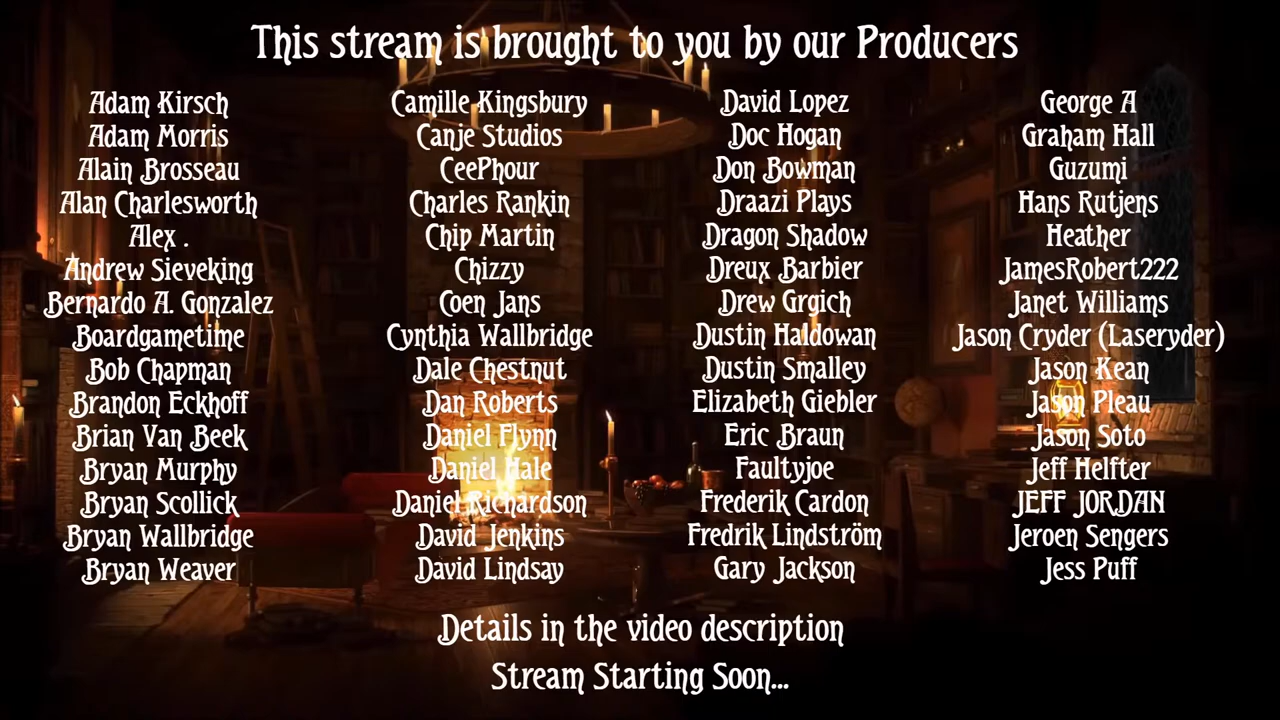 This stream is brought to you by our Producers
Adam Kirsch
Adam Morris
Alain Brosseau
Alan Charlesworth
Alex .
Andrew Sieveking
Bernardo A. Gonzalez
Boardgametime
Bob Chapman
Brandon Eckhoff
Brian Van Beek
Bryan Murphy
Bryan Scollick
Bryan Wallbridge
Bryan Weaver
Camille Kingsbury
Canje Studios
CeePhour
Charles Rankin
Chip Martin
Chizzy
Coen Jans
Cynthia Wallbridge
Dale Chestnut
Dan Roberts
Daniel Flynn
Daniel Hale
Daniel Richardson
David Jenkins
David Lindsay
David Lopez
Doc Hogan
Don Bowman
Draazi Plays
Dragon Shadow
Dreux Barbier
Drew Grgich
Dustin Haldowan
Dustin Smalley
Elizabeth Giebler
Eric Braun
Faultyjoe
Frederik Cardon
Fredrik Lindström
Gary Jackson
George A
Graham Hall
Guzumi
Hans Rutjens
Heather
JamesRobert222
Janet Williams
Jason Cryder (Laseryder)
Jason Kean
Jason Pleau
Jason Soto
Jeff Helfter
JEFF JORDAN
Jeroen Sengers
Jess Puff
Details in the video description
Stream Starting Soon...